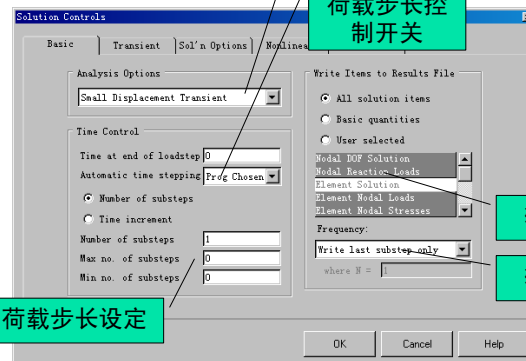 Solution Controls
荷载步长控
制开关
Basic
Transient
Sol'n Options
Nonlinea
Analysis Options
Small Displacement Transient
Time Control
Time at end of loadstep 0
Automatic time stepping Prog Chosen
Number of substeps
Time increment
Number of substeps 1
Max no. of substeps 0
Min no. of substeps 0
荷载步长设定
Write Items to Results File
All solution items
Basic quantities
User selected
Nodal DOF Solution
Nodal Reaction Loads
Element Solution
Element Nodal Loads
Element Nodal Stresses
Frequency:
Write last substep only
where N = 1
OK
Cancel
Help